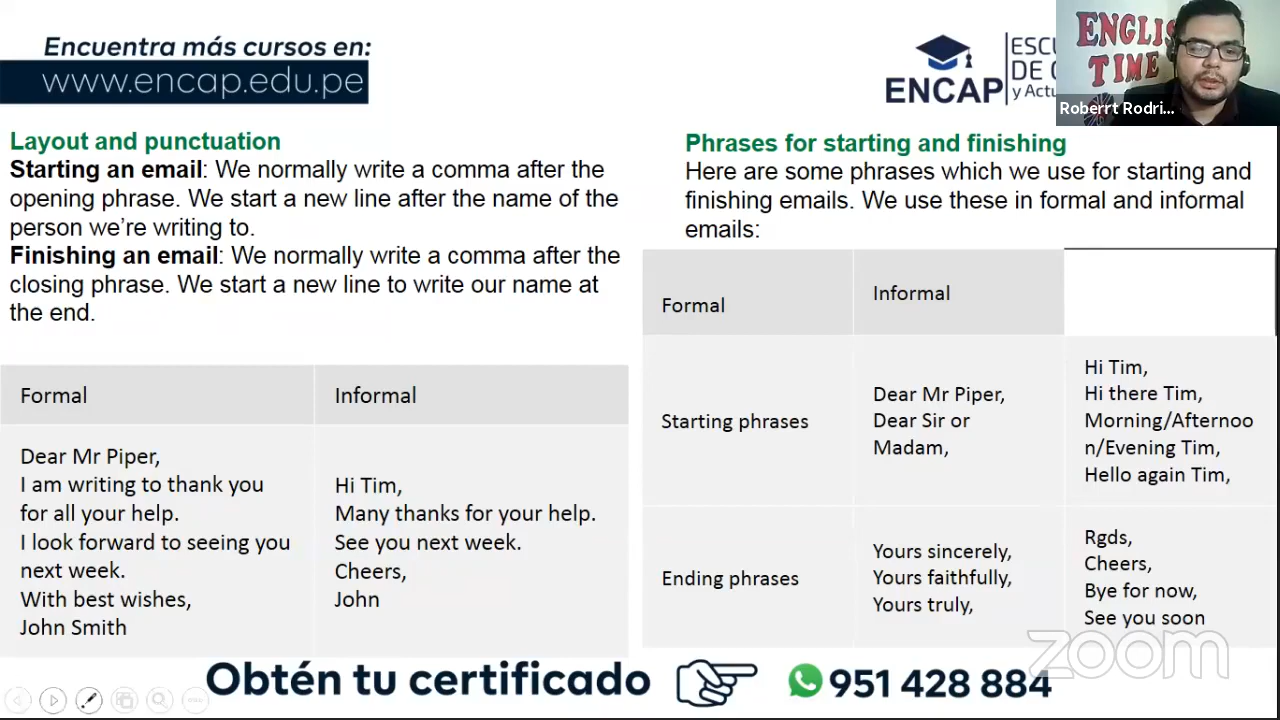 Encuentra más cursos en:
www.encap.edu.pe
ENCAP
ESCU
DE C
y Actu
ENGLIS
TIME
Roberrt Rodri...
Layout and punctuation
Starting an email: We normally write a comma after the
opening phrase. We start a new line after the name of the
person we're writing to.
Finishing an email: We normally write a comma after the
closing phrase. We start a new line to write our name at
the end.
Formal
Informal
Dear Mr Piper,
I am writing to thank you
for all your help.
I look forward to seeing you
next week.
With best wishes,
John Smith
Hi Tim,
Many thanks for your help.
See you next week.
Cheers,
John
Phrases for starting and finishing
Here are some phrases which we use for starting and
finishing emails. We use these in formal and informal
emails:
Formal
Informal
Starting phrases
Dear Mr Piper,
Dear Sir or
Madam,
Hi Tim,
Hi there Tim,
Morning/Afternoo
n/Evening Tim,
Hello again Tim,
Ending phrases
Yours sincerely,
Yours faithfully,
Yours truly,
Rgds,
Cheers,
Bye for now,
See you soon
zoom
Obtén tu certificado
951 428 884